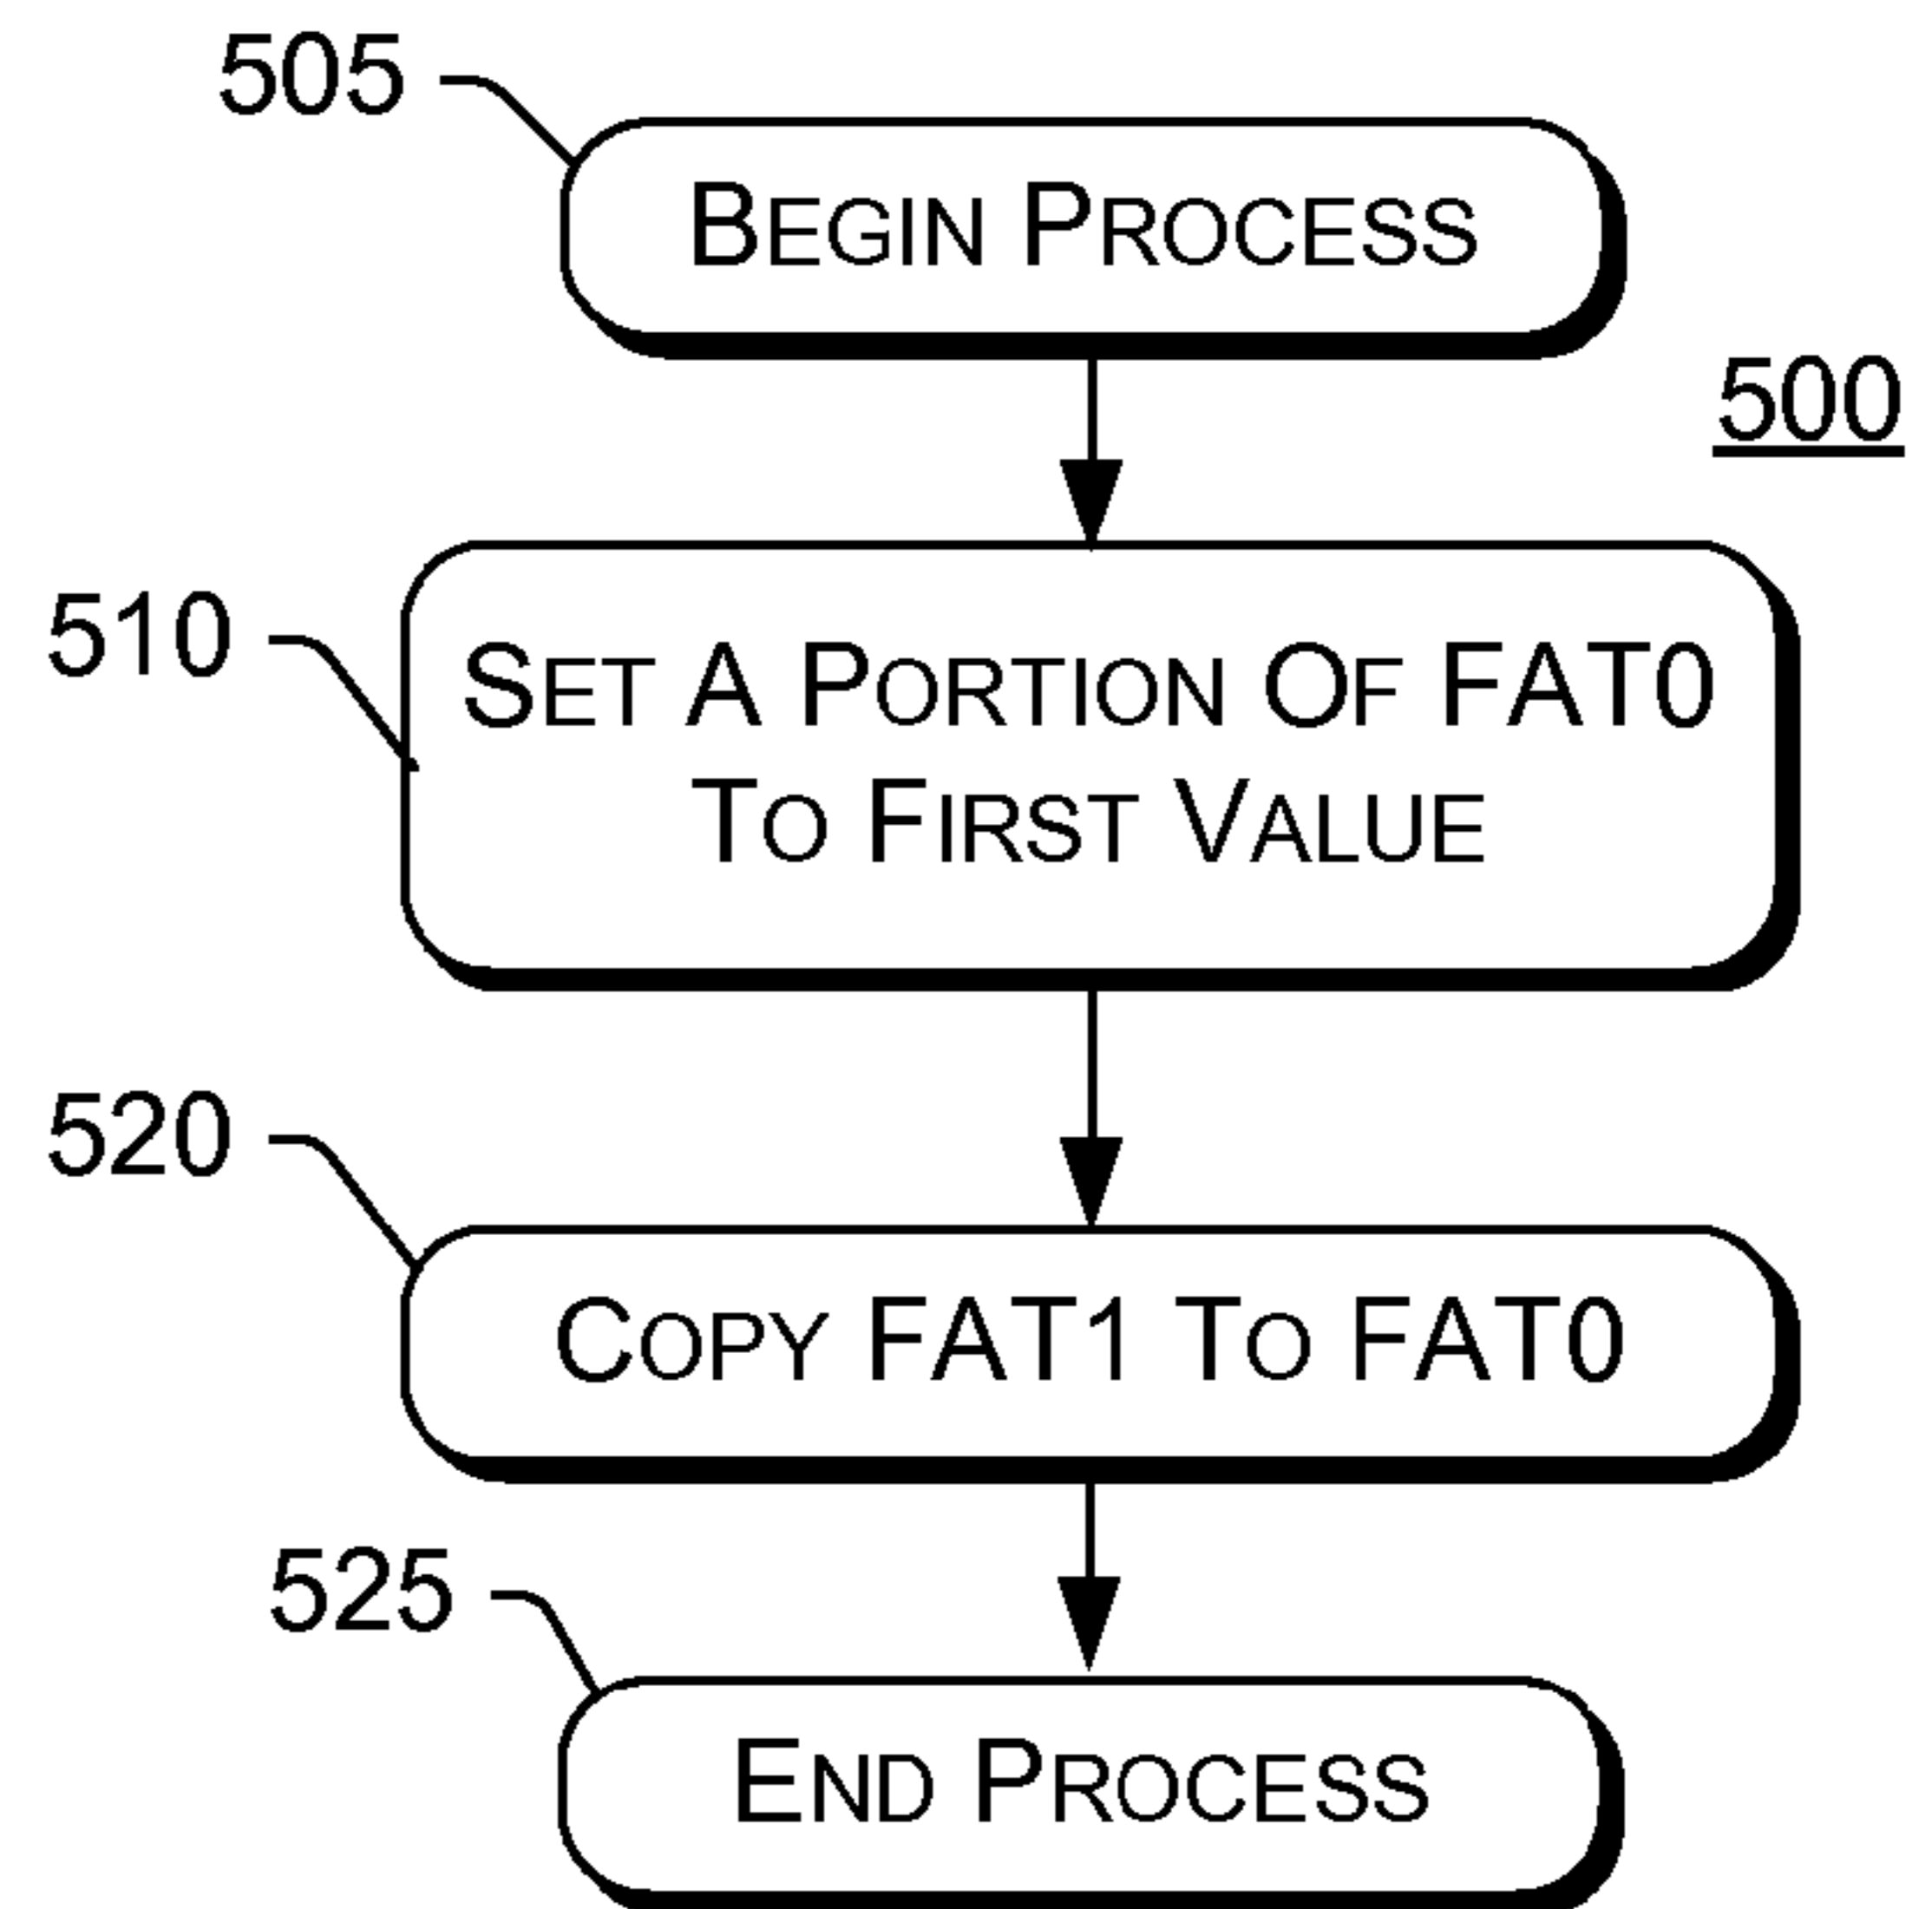 505
BEGIN PROCESS
500
510
SET A PORTION OF FAT0
TO FIRST VALUE
520
COPY FAT1 TO FAT0
525
END PROCESS